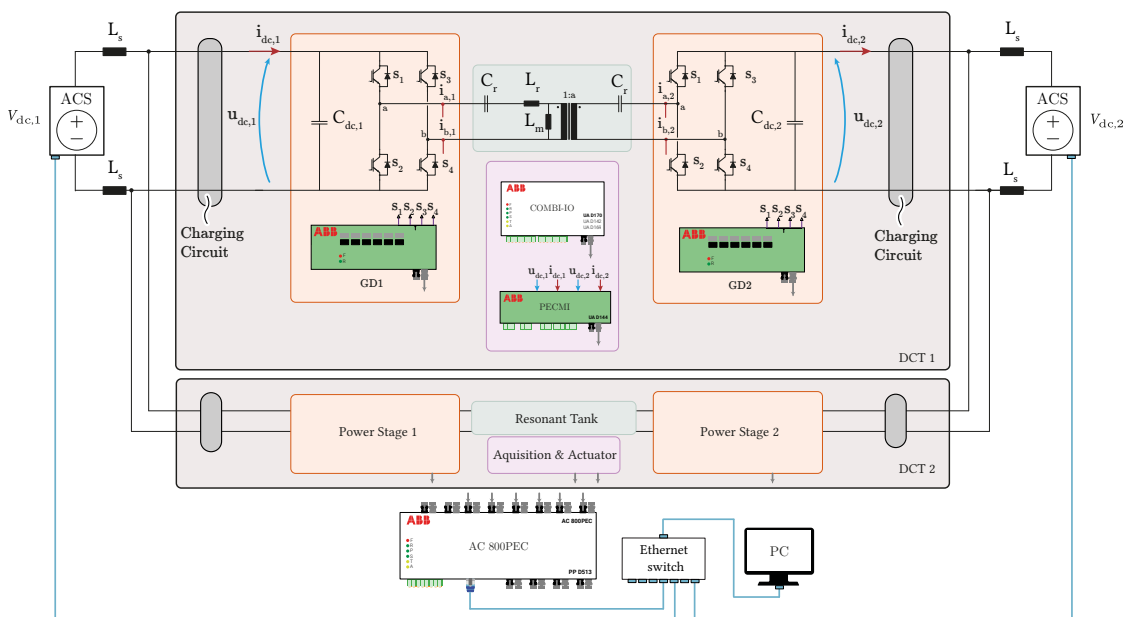 L_s
i_dc,1
i_dc,2
L_s
ACS
V_dc,1
u_dc,1
C_dc,1
S_1
S_3
a
b
S_2
S_4
i_a,1
i_b,1
C_r
L_r
L_m
1:a
C_r
i_a,2
i_b,2
S_1
S_3
a
b
S_2
S_4
C_dc,2
u_dc,2
ACS
V_dc,2
L_s
L_s
Charging
Circuit
S_1 S_2 S_3 S_4
ABB
F
R
GD1
ABB
COMBI-IO
F
R
P
S
T
A
UA D170
UA D142
UA D166
u_dc,1 i_dc,1 u_dc,2 i_dc,2
ABB
PECMI
UA D144
S_1 S_2 S_3 S_4
ABB
F
R
GD2
Charging
Circuit
DCT 1
Power Stage 1
Resonant Tank
Aquisition & Actuator
Power Stage 2
DCT 2
ABB
AC 800PEC
AC 800PEC
F
R
P
S
T
A
PP D513
Ethernet
switch
PC